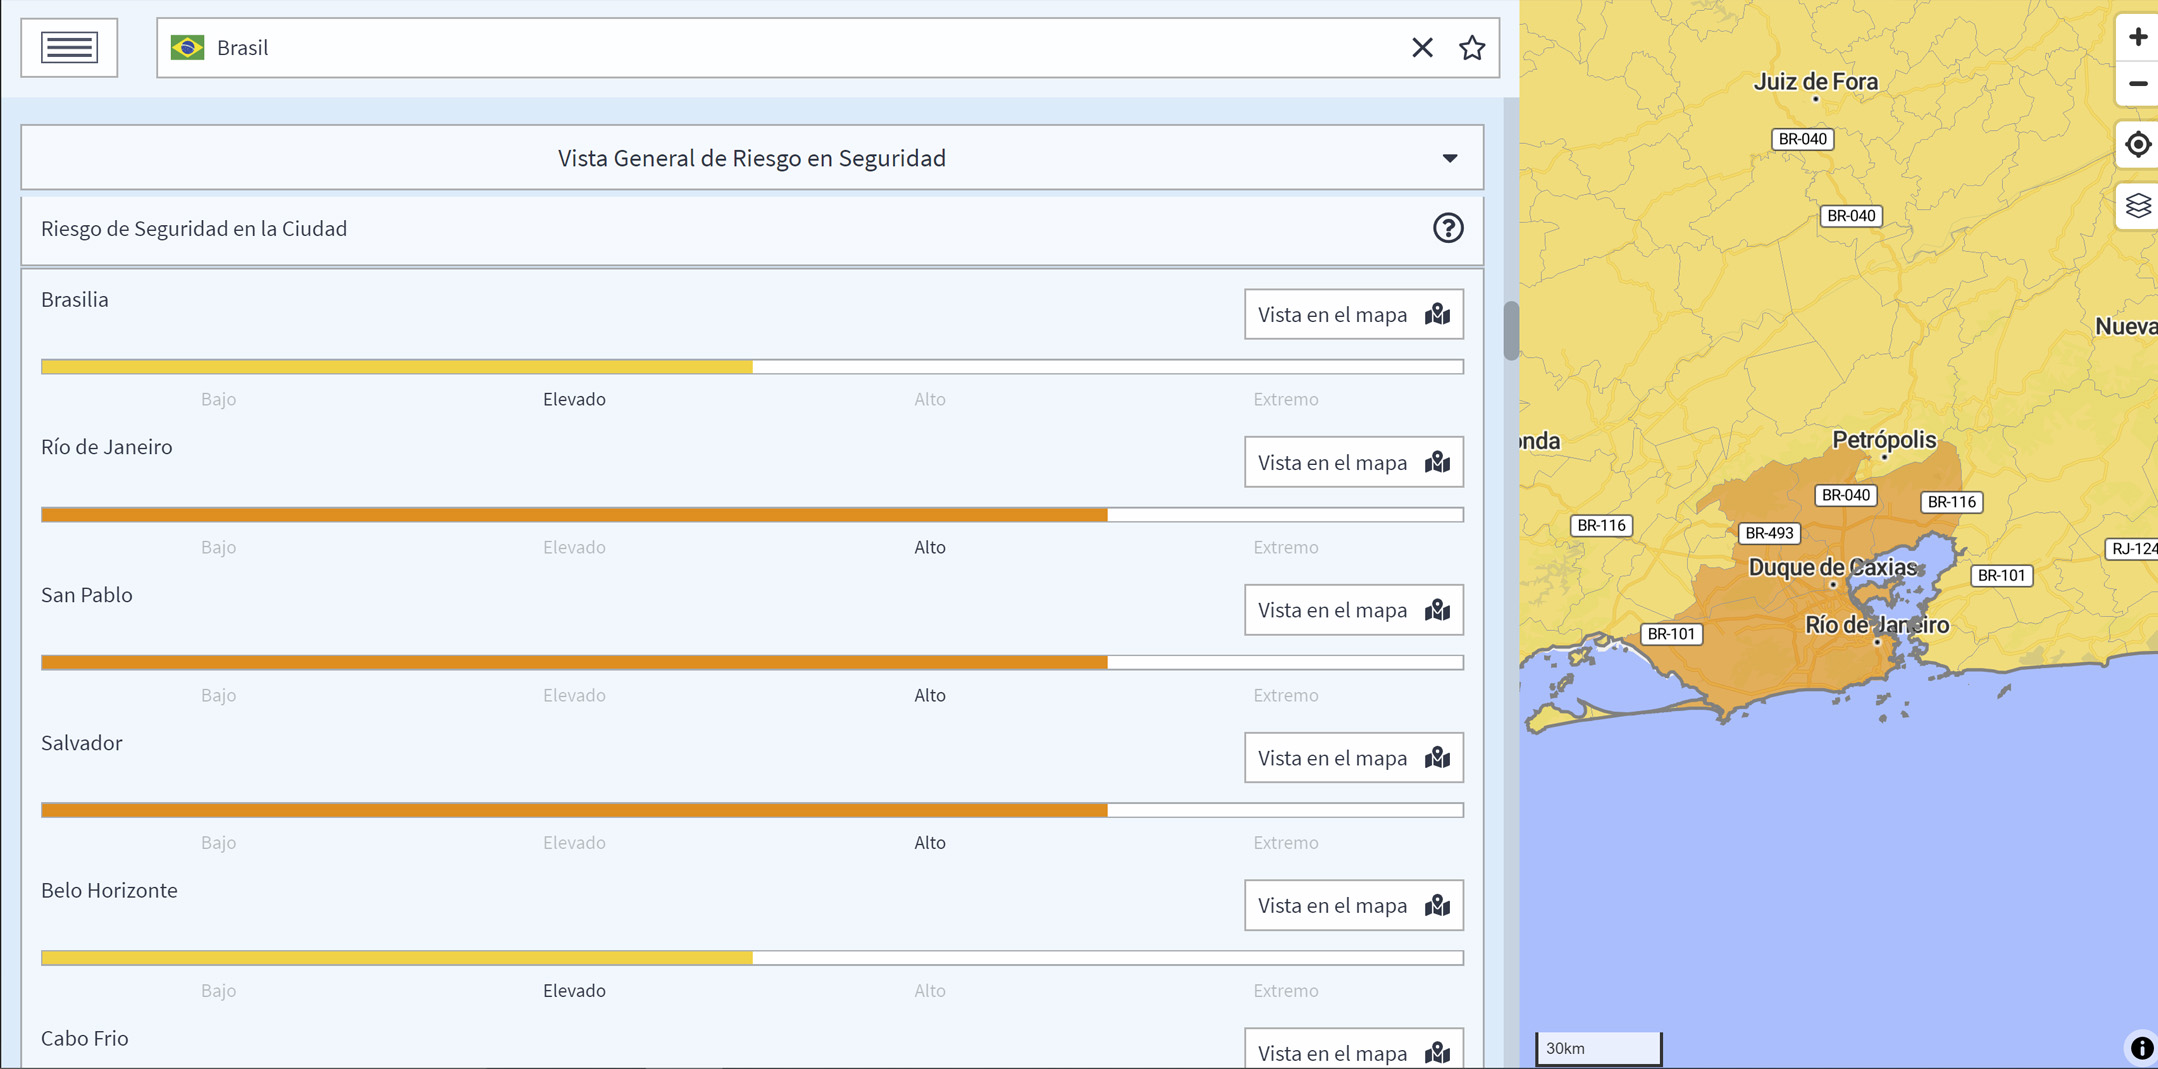 Brasil
Vista General de Riesgo en Seguridad
Riesgo de Seguridad en la Ciudad
Brasilia
Vista en el mapa
Bajo Elevado Alto Extremo
Río de Janeiro
Vista en el mapa
Bajo Elevado Alto Extremo
San Pablo
Vista en el mapa
Bajo Elevado Alto Extremo
Salvador
Vista en el mapa
Bajo Elevado Alto Extremo
Belo Horizonte
Vista en el mapa
Bajo Elevado Alto Extremo
Cabo Frio
Vista en el mapa
Juiz de Fora
BR-040
BR-040
Nueva
onda
Petrópolis
BR-040
BR-116
BR-116
BR-493
RJ-124
Duque de Caxias
BR-101
Río de Janeiro
BR-101
30km